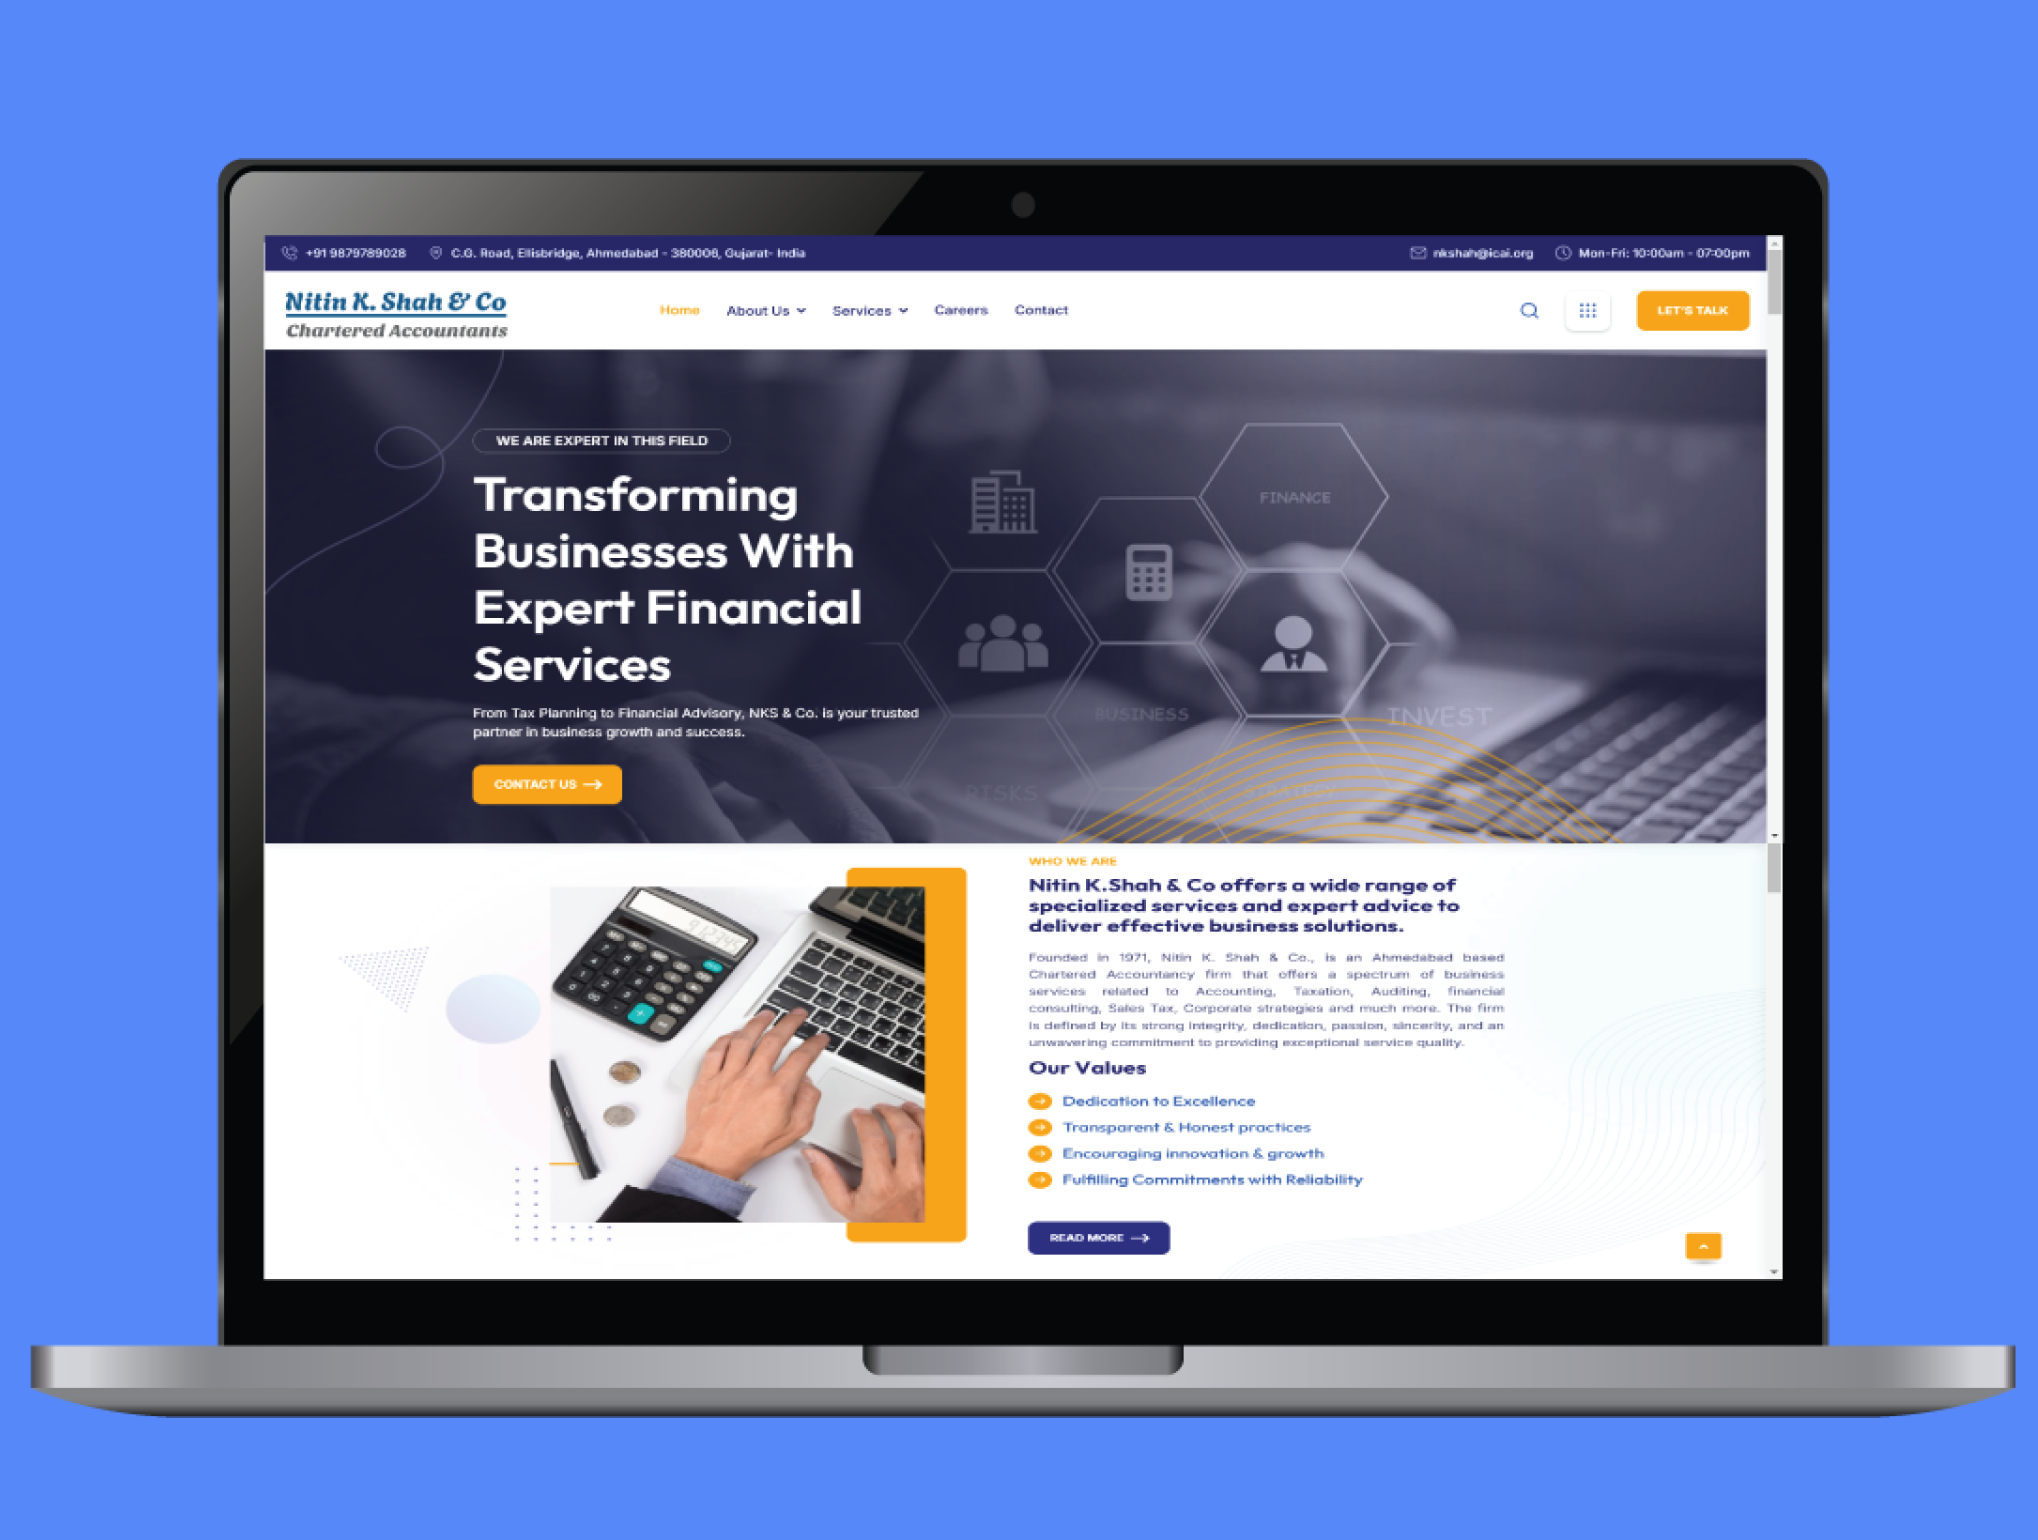 +91 9879789028 C.G. Road, Ellisbridge, Ahmedabad - 380006, Gujarat- India nkshah@icai.org Mon-Fri: 10:00am - 07:00pm
Nitin K. Shah & Co
Chartered Accountants
Home About Us Services Careers Contact LET'S TALK
WE ARE EXPERT IN THIS FIELD
Transforming
Businesses With
Expert Financial
Services
From Tax Planning to Financial Advisory, NKS & Co. is your trusted
partner in business growth and success.
CONTACT US
FINANCE
BUSINESS
INVEST
RISKS
STRATEGY
WHO WE ARE
Nitin K.Shah & Co offers a wide range of
specialized services and expert advice to
deliver effective business solutions.
Founded in 1971, Nitin K. Shah & Co., is an Ahmedabad based
Chartered Accountancy firm that offers a spectrum of business
services related to Accounting, Taxation, Auditing, financial
consulting, Sales Tax, Corporate strategies and much more. The firm
is defined by its strong integrity, dedication, passion, sincerity, and an
unwavering commitment to providing exceptional service quality.
Our Values
Dedication to Excellence
Transparent & Honest practices
Encouraging innovation & growth
Fulfilling Commitments with Reliability
READ MORE